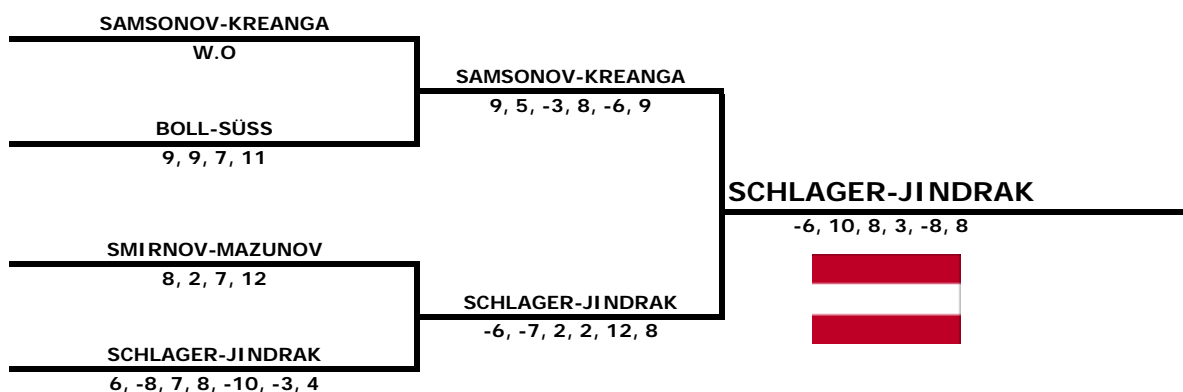 SAMSONOV-KREANGA
W.O
SAMSONOV-KREANGA
9, 5, -3, 8, -6, 9
BOLL-SÜSS
9, 9, 7, 11
SCHLAGER-JINDRAK
-6, 10, 8, 3, -8, 8
SMIRNOV-MAZUNOV
8, 2, 7, 12
SCHLAGER-JINDRAK
-6, -7, 2, 2, 12, 8
SCHLAGER-JINDRAK
6, -8, 7, 8, -10, -3, 4